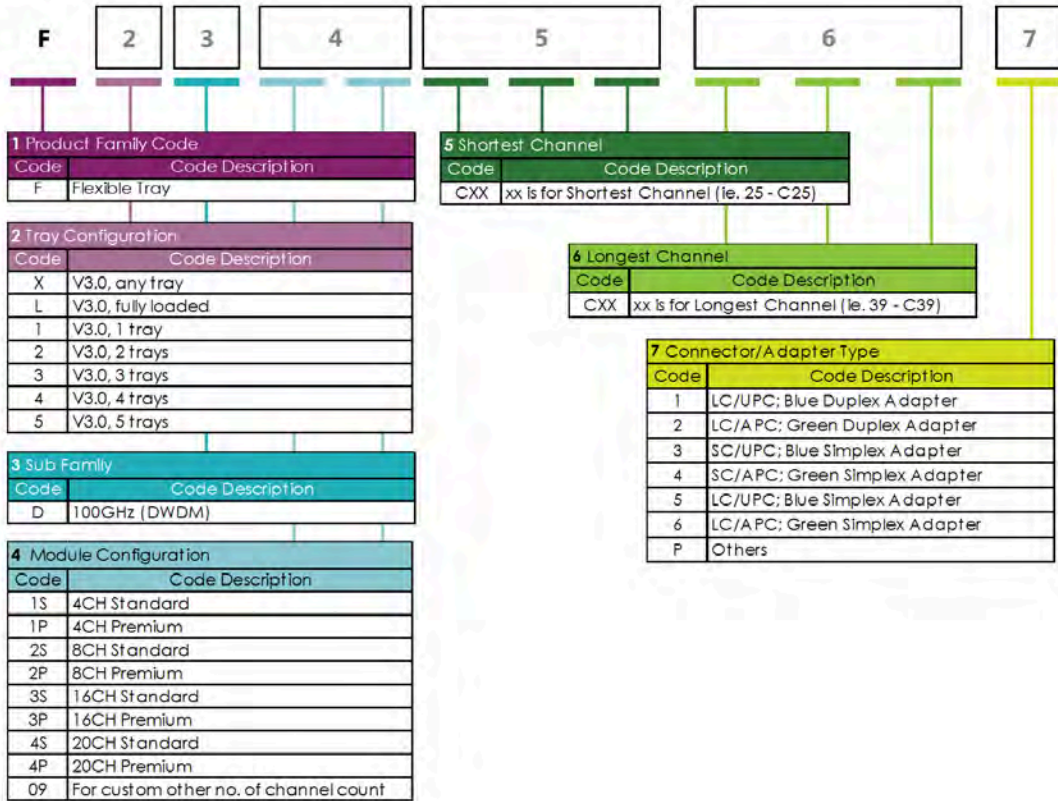 F 2 3 4 5 6 7
1 Product Family Code
Code Code Description
F Flexible Tray
2 Tray Configuration
Code Code Description
X V3.0, any tray
L V3.0, fully loaded
1 V3.0, 1 tray
2 V3.0, 2 trays
3 V3.0, 3 trays
4 V3.0, 4 trays
5 V3.0, 5 trays
3 Sub Family
Code Code Description
D 100GHz (DWDM)
4 Module Configuration
Code Code Description
1S 4CH Standard
1P 4CH Premium
2S 8CH Standard
2P 8CH Premium
3S 16CH Standard
3P 16CH Premium
4S 20CH Standard
4P 20CH Premium
09 For custom other no. of channel count
5 Shortest Channel
Code Code Description
CXX xx is for Shortest Channel (ie. 25 - C25)
6 Longest Channel
Code Code Description
CXX xx is for Longest Channel (ie. 39 - C39)
7 Connector/Adapter Type
Code Code Description
1 LC/UPC; Blue Duplex Adapter
2 LC/APC; Green Duplex Adapter
3 SC/UPC; Blue Simplex Adapter
4 SC/APC; Green Simplex Adapter
5 LC/UPC; Blue Simplex Adapter
6 LC/APC; Green Simplex Adapter
P Others